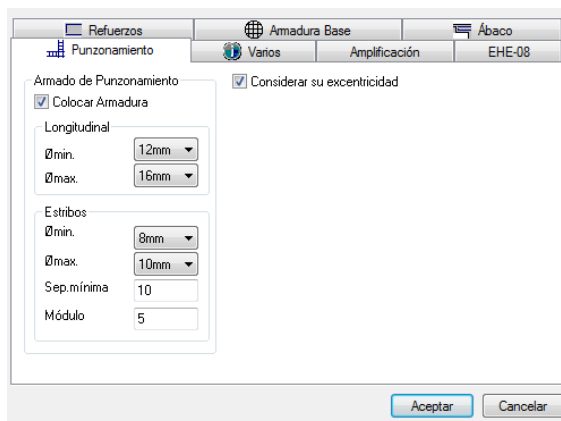 Refuerzos
Armadura Base
Ábaco
Punzonamiento
Varios
Amplificación
EHE-08
Armado de Punzonamiento
Considerar su excentricidad
Colocar Armadura
Longitudinal
Ømin. 12mm
Ømax. 16mm
Estribos
Ømin. 8mm
Ømax. 10mm
Sep.mínima 10
Módulo 5
Aceptar
Cancelar